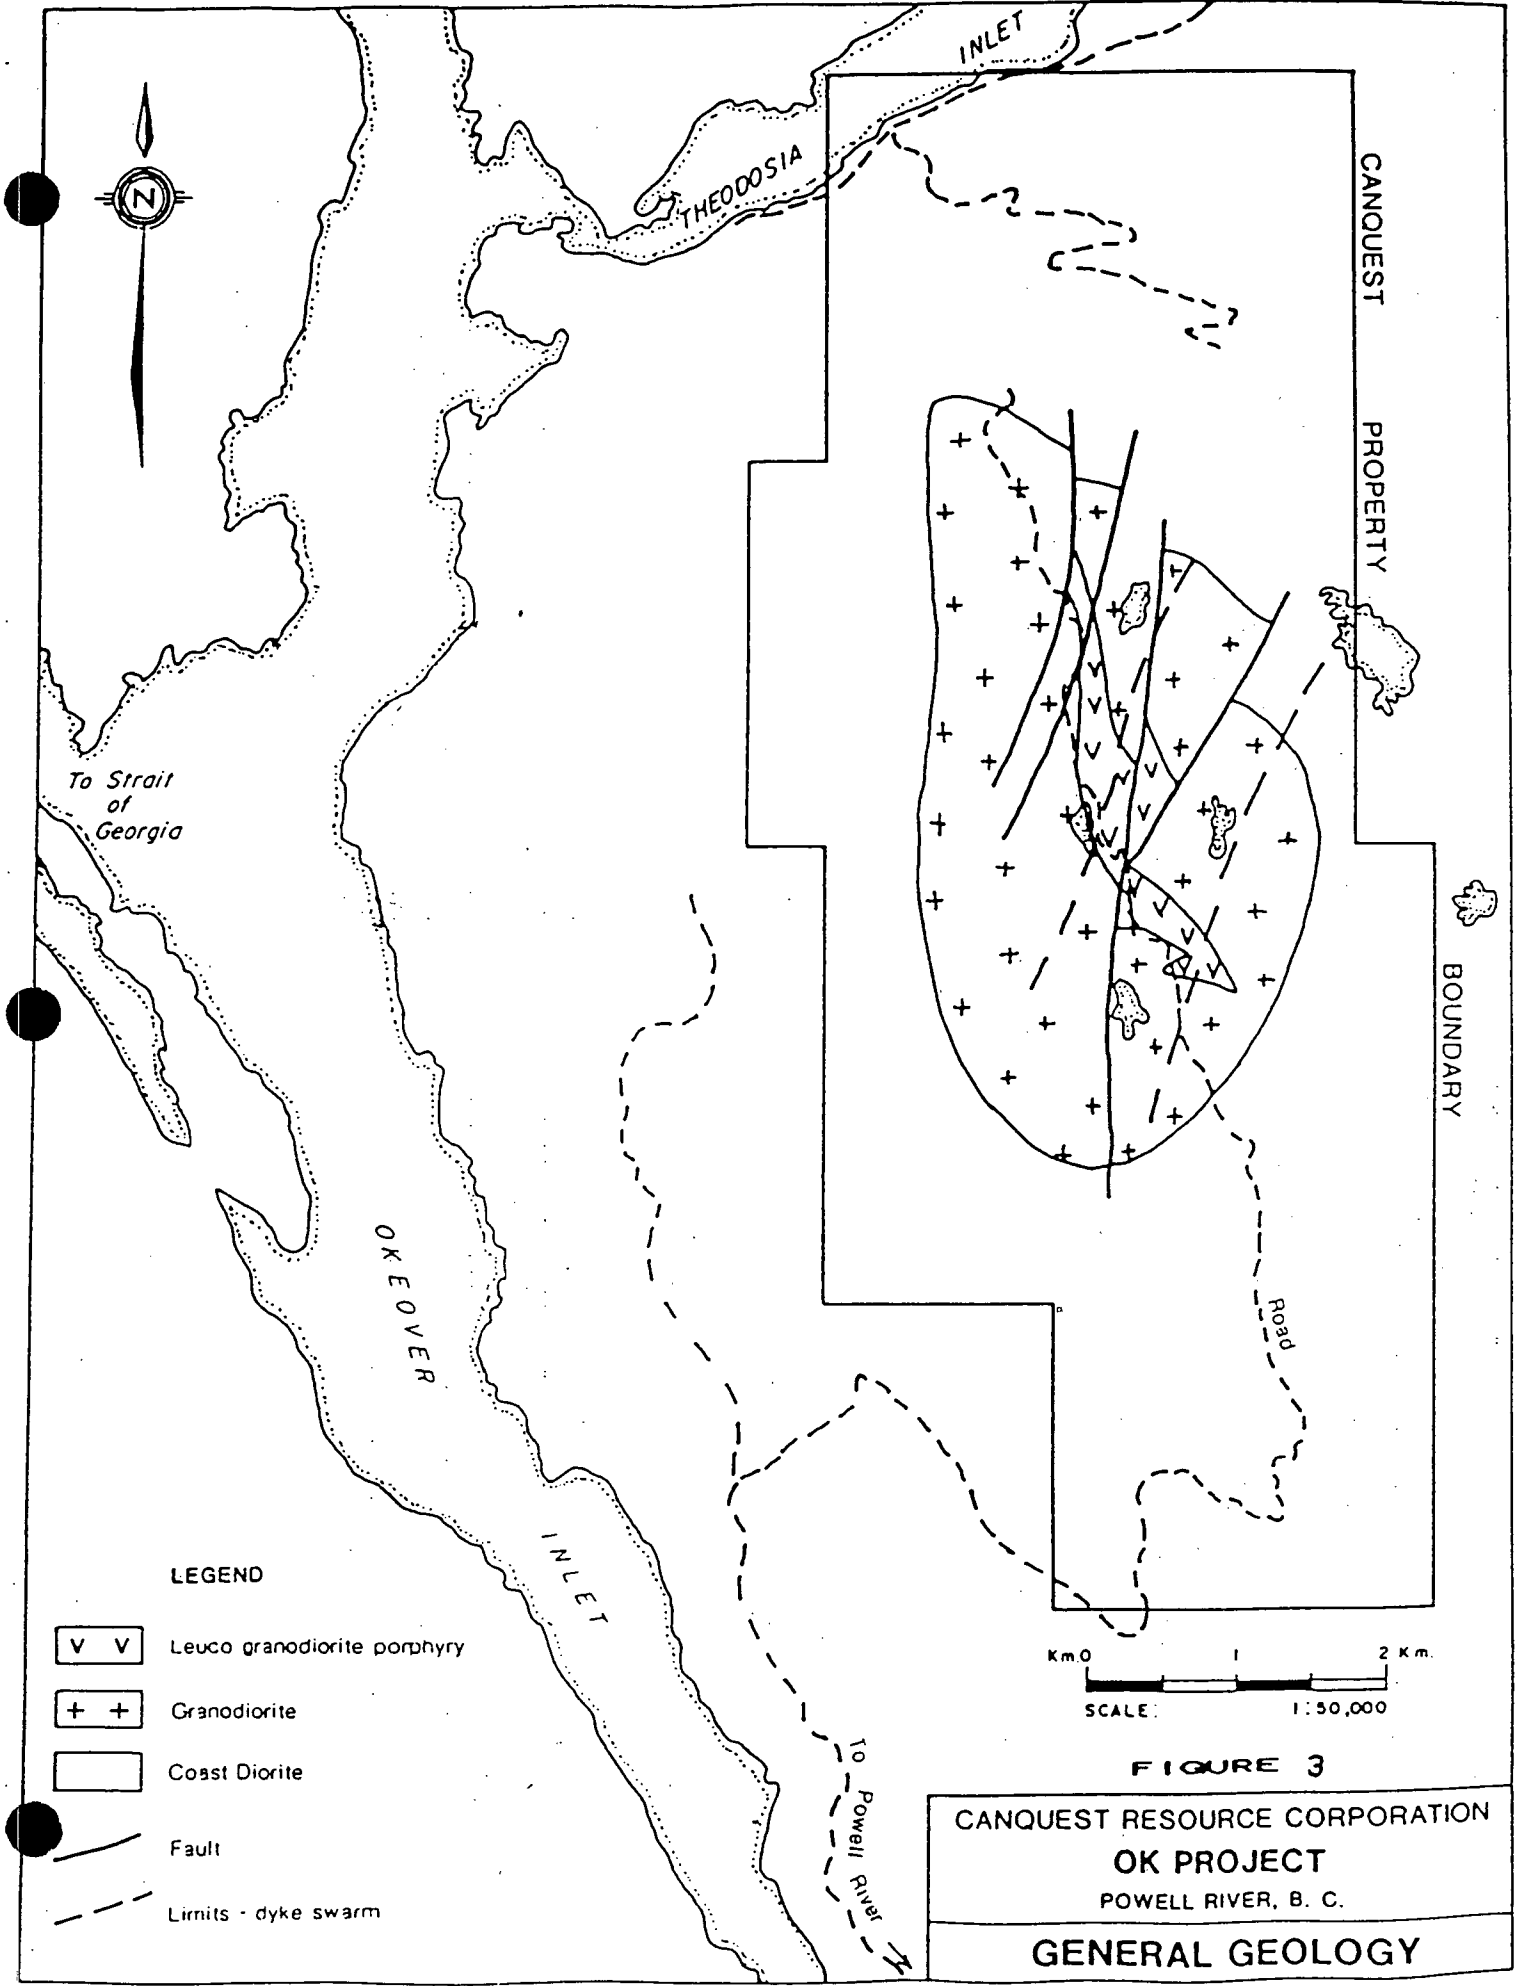 INLET
THEODOSIA
N
CANQUEST PROPERTY BOUNDARY
To Strait
of
Georgia
OKEOVER
INLET
Road
To Powell River
LEGEND
V V Leuco granodiorite porphyry
+ + Granodiorite
Coast Diorite
Fault
Limits - dyke swarm
Km.0 1 2 Km.
SCALE: 1:50,000
FIGURE 3
CANQUEST RESOURCE CORPORATION
OK PROJECT
POWELL RIVER, B. C.
GENERAL GEOLOGY